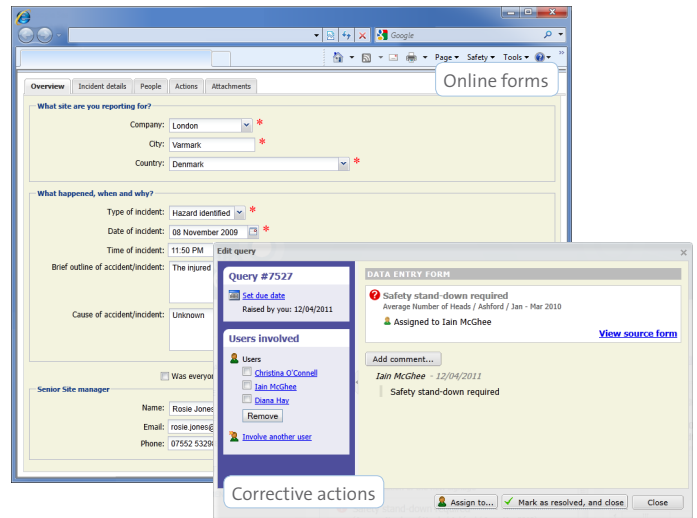 Google
Page Safety Tools
Online forms
Overview Incident details People Actions Attachments
What site are you reporting for?
Company: London *
City: Varmark *
Country: Denmark *
What happened, when and why?
Type of incident: Hazard identified *
Date of incident: 08 November 2009 *
Time of incident: 11:50 PM
Brief outline of accident/incident: The injured
Cause of accident/incident: Unknown
Was everyon
Senior Site manager
Name: Rosie Jones
Email: rosie.jones@
Phone: 07552 5329
Edit query
Query #7527
Set due date
Raised by you: 12/04/2011
Users involved
Users
Christina O'Connell
Iain McGhee
Diana Hay
Remove
Involve another user
DATA ENTRY FORM
Safety stand-down required
Average Number of Heads / Ashford / Jan - Mar 2010
Assigned to Iain McGhee
View source form
Add comment...
Iain McGhee - 12/04/2011
Safety stand-down required
Corrective actions
Assign to... Mark as resolved, and close Close